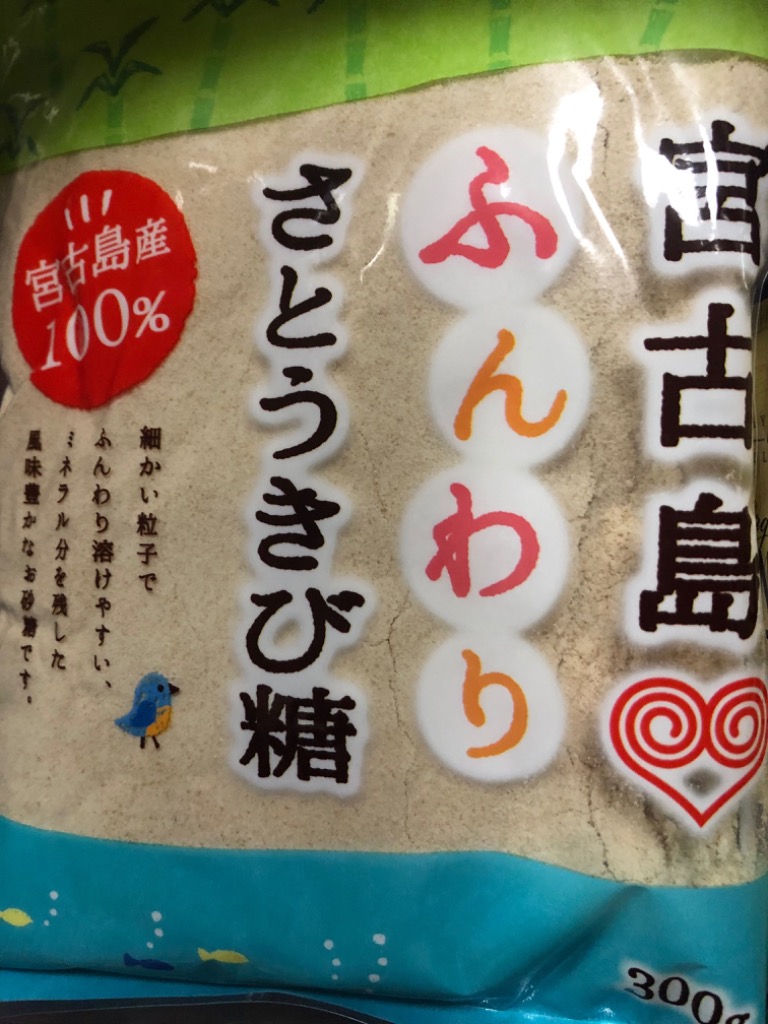 宮古島
ふんわり
さとうきび糖
宮古島産
100%
細かい粒子で
ふんわり溶けやすい、
ミネラル分を残した
風味豊かなお砂糖です。
300g